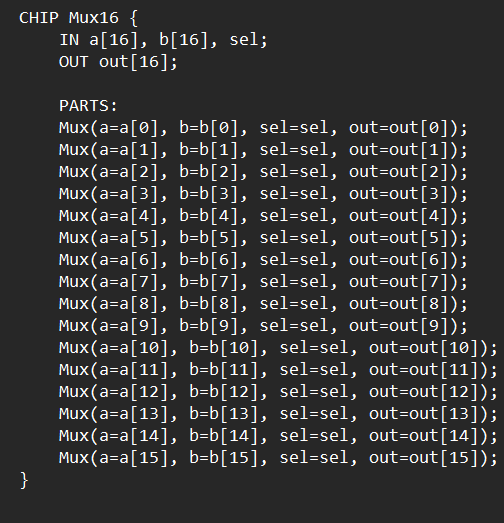 CHIP Mux16 {
    IN a[16], b[16], sel;
    OUT out[16];

    PARTS:
    Mux(a=a[0], b=b[0], sel=sel, out=out[0]);
    Mux(a=a[1], b=b[1], sel=sel, out=out[1]);
    Mux(a=a[2], b=b[2], sel=sel, out=out[2]);
    Mux(a=a[3], b=b[3], sel=sel, out=out[3]);
    Mux(a=a[4], b=b[4], sel=sel, out=out[4]);
    Mux(a=a[5], b=b[5], sel=sel, out=out[5]);
    Mux(a=a[6], b=b[6], sel=sel, out=out[6]);
    Mux(a=a[7], b=b[7], sel=sel, out=out[7]);
    Mux(a=a[8], b=b[8], sel=sel, out=out[8]);
    Mux(a=a[9], b=b[9], sel=sel, out=out[9]);
    Mux(a=a[10], b=b[10], sel=sel, out=out[10]);
    Mux(a=a[11], b=b[11], sel=sel, out=out[11]);
    Mux(a=a[12], b=b[12], sel=sel, out=out[12]);
    Mux(a=a[13], b=b[13], sel=sel, out=out[13]);
    Mux(a=a[14], b=b[14], sel=sel, out=out[14]);
    Mux(a=a[15], b=b[15], sel=sel, out=out[15]);
}